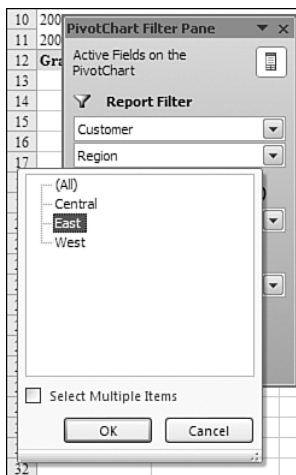 10 200
11 200
12 Gra
13
14
15
16
17
32
PivotChart Filter Pane
Active Fields on the
PivotChart
Report Filter
Customer
Region
(All)
Central
East
West
Select Multiple Items
OK Cancel